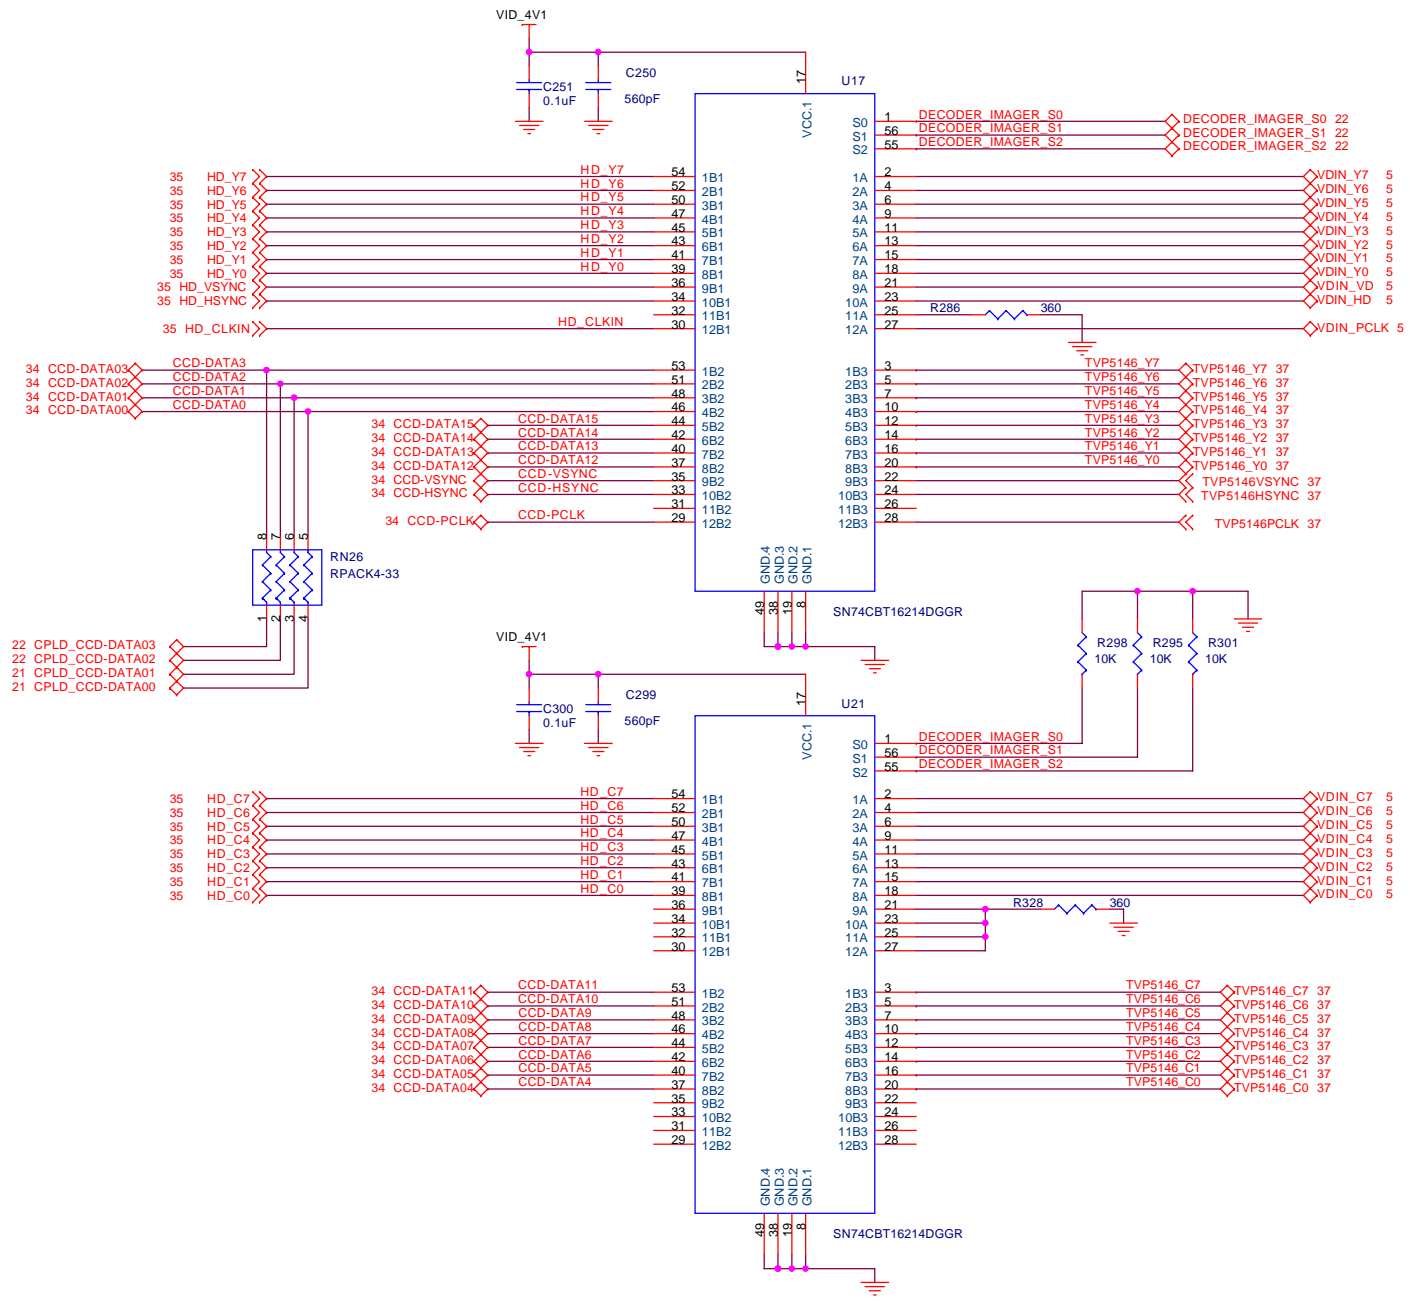 VID_4V1
C251
0.1uF
C250
560pF
17
VCC.1
U17
S0 1 DECODER_IMAGER_S0 DECODER_IMAGER_S0 22
S1 56 DECODER_IMAGER_S1 DECODER_IMAGER_S1 22
S2 55 DECODER_IMAGER_S2 DECODER_IMAGER_S2 22
35 HD_Y7 HD_Y7 54 1B1 1A 2 VDIN_Y7 5
35 HD_Y6 HD_Y6 52 2B1 2A 4 VDIN_Y6 5
35 HD_Y5 HD_Y5 50 3B1 3A 6 VDIN_Y5 5
35 HD_Y4 HD_Y4 47 4B1 4A 9 VDIN_Y4 5
35 HD_Y3 HD_Y3 45 5B1 5A 11 VDIN_Y3 5
35 HD_Y2 HD_Y2 43 6B1 6A 13 VDIN_Y2 5
35 HD_Y1 HD_Y1 41 7B1 7A 15 VDIN_Y1 5
35 HD_Y0 HD_Y0 39 8B1 8A 18 VDIN_Y0 5
35 HD_VSYNC 36 9B1 9A 21 VDIN_VD 5
35 HD_HSYNC 34 10B1 10A 23 VDIN_HD 5
32 11B1 11A 25 R286 360
35 HD_CLKIN HD_CLKIN 30 12B1 12A 27 VDIN_PCLK 5
34 CCD-DATA03 CCD-DATA3 53 1B2 1B3 3 TVP5146_Y7 TVP5146_Y7 37
34 CCD-DATA02 CCD-DATA2 51 2B2 2B3 5 TVP5146_Y6 TVP5146_Y6 37
34 CCD-DATA01 CCD-DATA1 48 3B2 3B3 7 TVP5146_Y5 TVP5146_Y5 37
34 CCD-DATA00 CCD-DATA0 46 4B2 4B3 10 TVP5146_Y4 TVP5146_Y4 37
34 CCD-DATA15 CCD-DATA15 44 5B2 5B3 12 TVP5146_Y3 TVP5146_Y3 37
34 CCD-DATA14 CCD-DATA14 42 6B2 6B3 14 TVP5146_Y2 TVP5146_Y2 37
34 CCD-DATA13 CCD-DATA13 40 7B2 7B3 16 TVP5146_Y1 TVP5146_Y1 37
34 CCD-DATA12 CCD-DATA12 37 8B2 8B3 20 TVP5146_Y0 TVP5146_Y0 37
34 CCD-VSYNC CCD-VSYNC 35 9B2 9B3 22 TVP5146VSYNC 37
34 CCD-HSYNC CCD-HSYNC 33 10B2 10B3 24 TVP5146HSYNC 37
31 11B2 11B3 26
34 CCD-PCLK CCD-PCLK 29 12B2 12B3 28 TVP5146PCLK 37
8 7 6 5
RN26
RPACK4-33
1 2 3 4
GND.4 GND.3 GND.2 GND.1
49 38 19 8
SN74CBT16214DGGR
22 CPLD_CCD-DATA03
22 CPLD_CCD-DATA02
21 CPLD_CCD-DATA01
21 CPLD_CCD-DATA00
R298
10K
R295
10K
R301
10K
VID_4V1
C300
0.1uF
C299
560pF
17
VCC.1
U21
S0 1 DECODER_IMAGER_S0
S1 56 DECODER_IMAGER_S1
S2 55 DECODER_IMAGER_S2
35 HD_C7 HD_C7 54 1B1 1A 2 VDIN_C7 5
35 HD_C6 HD_C6 52 2B1 2A 4 VDIN_C6 5
35 HD_C5 HD_C5 50 3B1 3A 6 VDIN_C5 5
35 HD_C4 HD_C4 47 4B1 4A 9 VDIN_C4 5
35 HD_C3 HD_C3 45 5B1 5A 11 VDIN_C3 5
35 HD_C2 HD_C2 43 6B1 6A 13 VDIN_C2 5
35 HD_C1 HD_C1 41 7B1 7A 15 VDIN_C1 5
35 HD_C0 HD_C0 39 8B1 8A 18 VDIN_C0 5
36 9B1 9A 21 R328 360
34 10B1 10A 23
32 11B1 11A 25
30 12B1 12A 27
34 CCD-DATA11 CCD-DATA11 53 1B2 1B3 3 TVP5146_C7 TVP5146_C7 37
34 CCD-DATA10 CCD-DATA10 51 2B2 2B3 5 TVP5146_C6 TVP5146_C6 37
34 CCD-DATA09 CCD-DATA9 48 3B2 3B3 7 TVP5146_C5 TVP5146_C5 37
34 CCD-DATA08 CCD-DATA8 46 4B2 4B3 10 TVP5146_C4 TVP5146_C4 37
34 CCD-DATA07 CCD-DATA7 44 5B2 5B3 12 TVP5146_C3 TVP5146_C3 37
34 CCD-DATA06 CCD-DATA6 42 6B2 6B3 14 TVP5146_C2 TVP5146_C2 37
34 CCD-DATA05 CCD-DATA5 40 7B2 7B3 16 TVP5146_C1 TVP5146_C1 37
34 CCD-DATA04 CCD-DATA4 37 8B2 8B3 20 TVP5146_C0 TVP5146_C0 37
35 9B2 9B3 22
33 10B2 10B3 24
31 11B2 11B3 26
29 12B2 12B3 28
GND.4 GND.3 GND.2 GND.1
49 38 19 8
SN74CBT16214DGGR